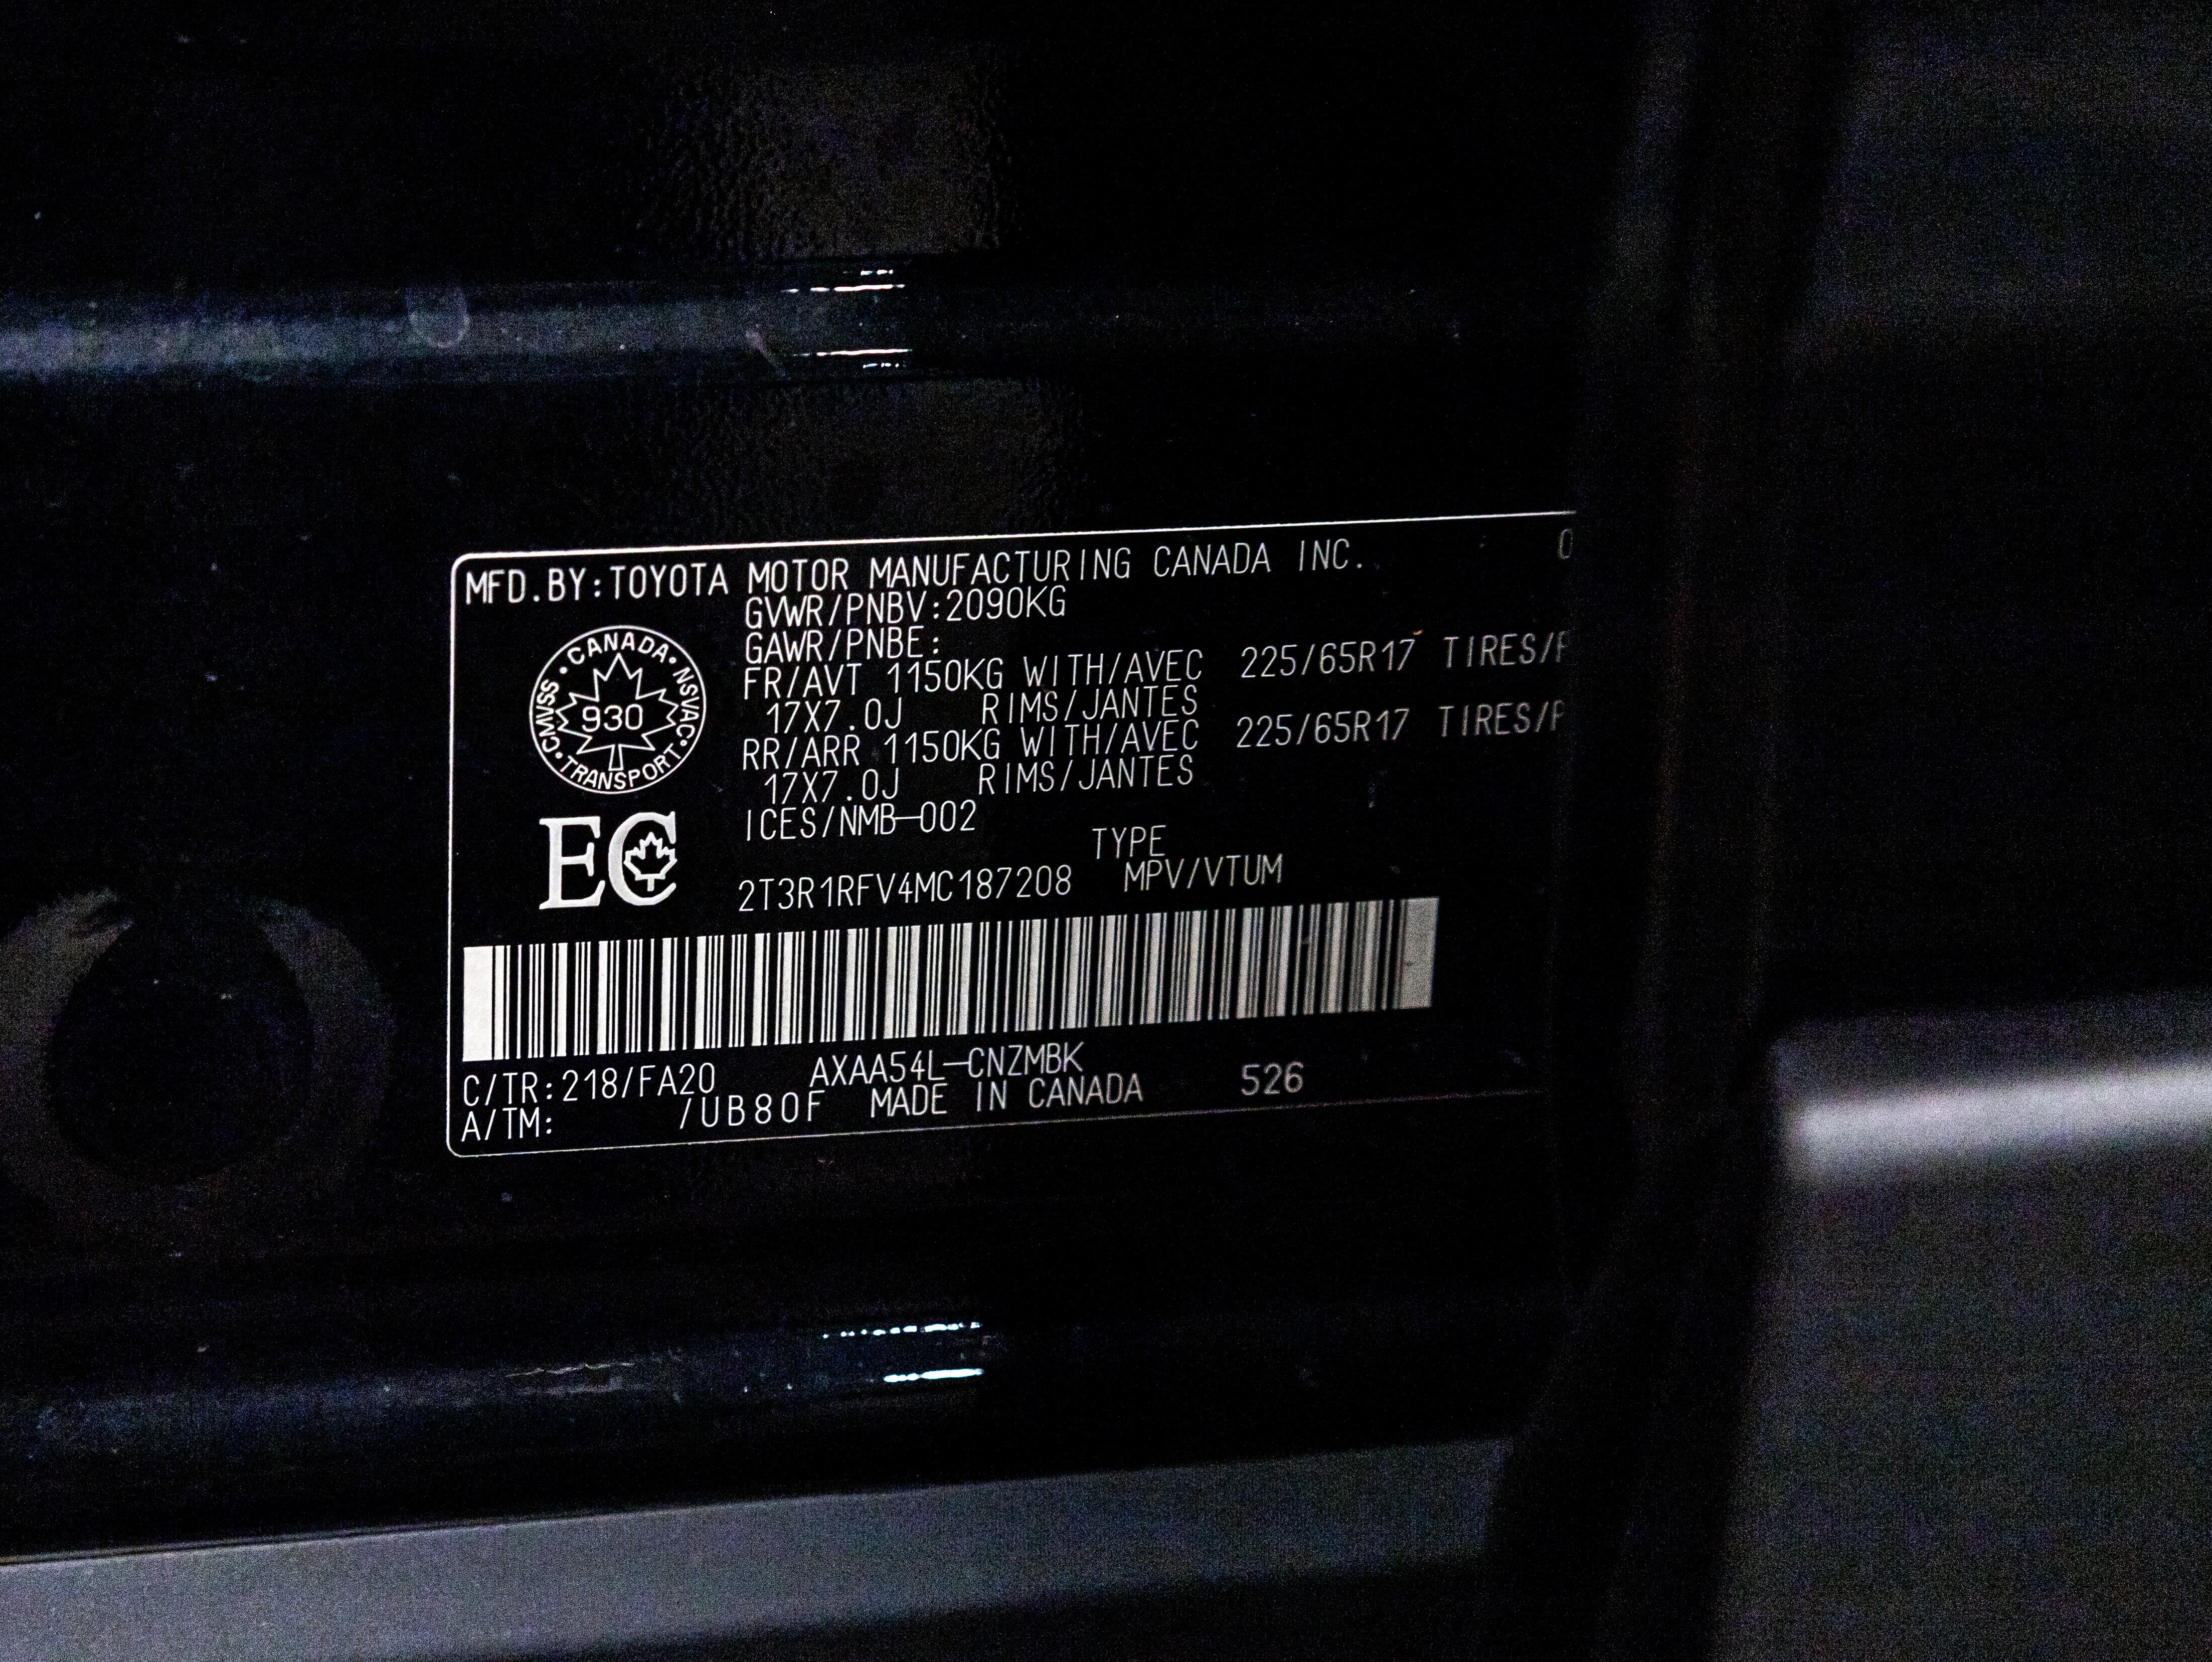 MFD.BY:TOYOTA MOTOR MANUFACTURING CANADA INC. 0
GVWR/PNBV:2090KG
GAWR/PNBE:
FR/AVT 1150KG WITH/AVEC 225/65R17 TIRES/P
17X7.0J RIMS/JANTES
RR/ARR 1150KG WITH/AVEC 225/65R17 TIRES/P
17X7.0J RIMS/JANTES
ICES/NMB-002
CANADA • NSVAC • TRANSPORT • CMVSS •
930
EC
TYPE
2T3R1RFV4MC187208 MPV/VTUM
C/TR:218/FA20 AXAA54L-CNZMBK
A/TM: /UB80F MADE IN CANADA 526